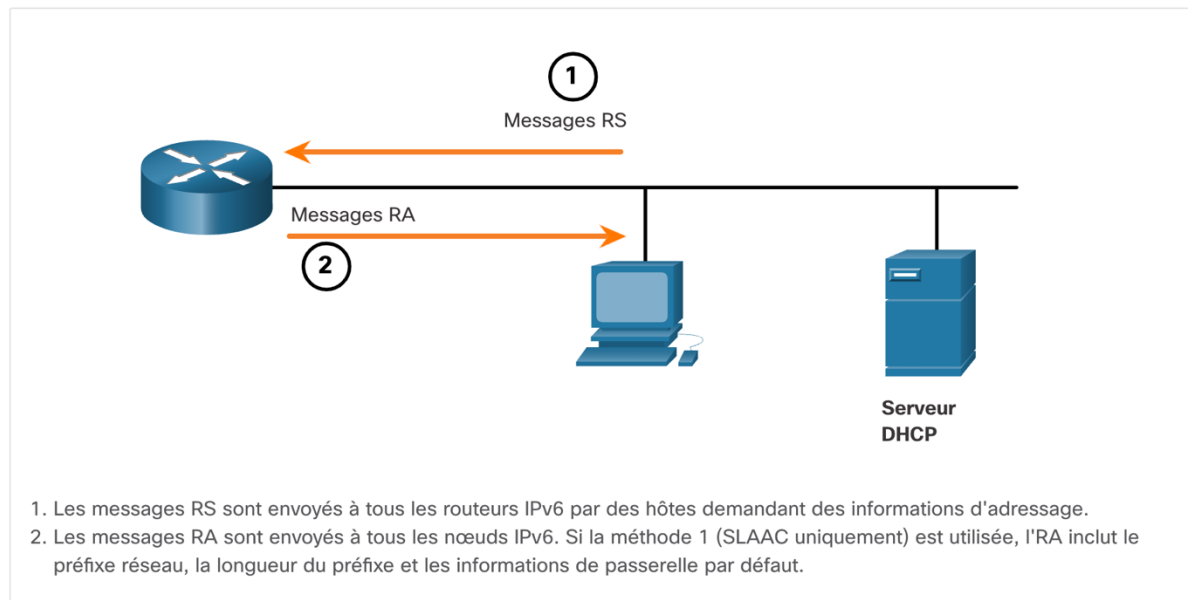 1
Messages RS
Messages RA
2
Serveur
DHCP
1. Les messages RS sont envoyés à tous les routeurs IPv6 par des hôtes demandant des informations d'adressage.
2. Les messages RA sont envoyés à tous les nœuds IPv6. Si la méthode 1 (SLAAC uniquement) est utilisée, l'RA inclut le
préfixe réseau, la longueur du préfixe et les informations de passerelle par défaut.